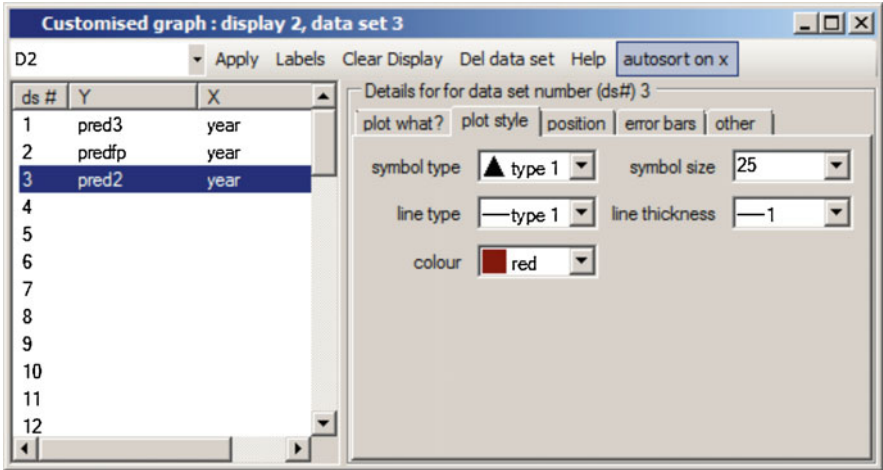 Customised graph : display 2, data set 3
D2 Apply Labels Clear Display Del data set Help autosort on x
ds # Y X
1 pred3 year
2 predfp year
3 pred2 year
4
5
6
7
8
9
10
11
12
Details for for data set number (ds#) 3
plot what? plot style position error bars other
symbol type type 1 symbol size 25
line type type 1 line thickness 1
colour red